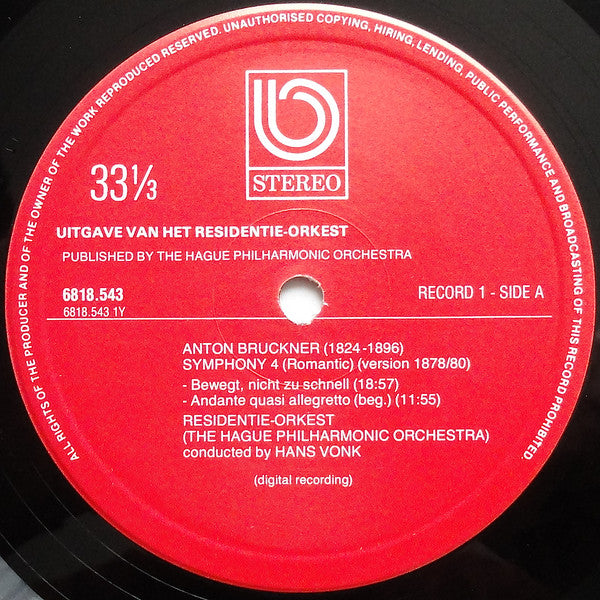 ALL RIGHTS OF THE PRODUCER AND OF THE OWNER OF THE WORK REPRODUCED RESERVED. UNAUTHORISED COPYING, HIRING, LENDING, PUBLIC PERFORMANCE AND BROADCASTING OF THIS RECORD PROHIBITED.
STEREO
33⅓
UITGAVE VAN HET RESIDENTIE-ORKEST
PUBLISHED BY THE HAGUE PHILHARMONIC ORCHESTRA
6818.543
RECORD 1 - SIDE A
6818.543 1Y
ANTON BRUCKNER (1824-1896)
SYMPHONY 4 (Romantic) (version 1878/80)
- Bewegt, nicht zu schnell (18:57)
- Andante quasi allegretto (beg.) (11:55)
RESIDENTIE-ORKEST
(THE HAGUE PHILHARMONIC ORCHESTRA)
conducted by HANS VONK
(digital recording)